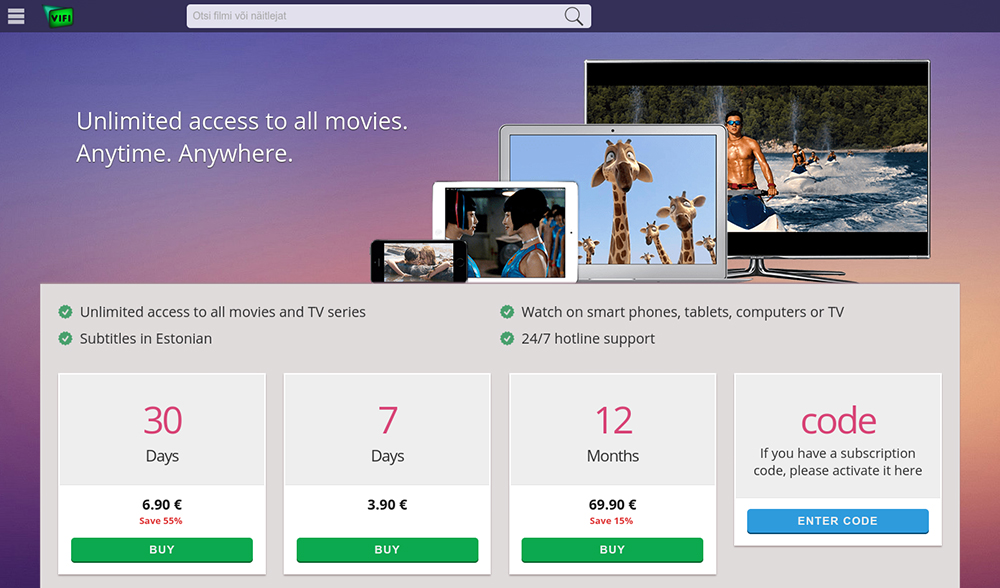 VIFI
Otsi filmi või näitlejat
Unlimited access to all movies.
Anytime. Anywhere.
Unlimited access to all movies and TV series
Watch on smart phones, tablets, computers or TV
Subtitles in Estonian
24/7 hotline support
30
Days
6.90 €
Save 55%
BUY
7
Days
3.90 €
BUY
12
Months
69.90 €
Save 15%
BUY
code
If you have a subscription
code, please activate it here
ENTER CODE